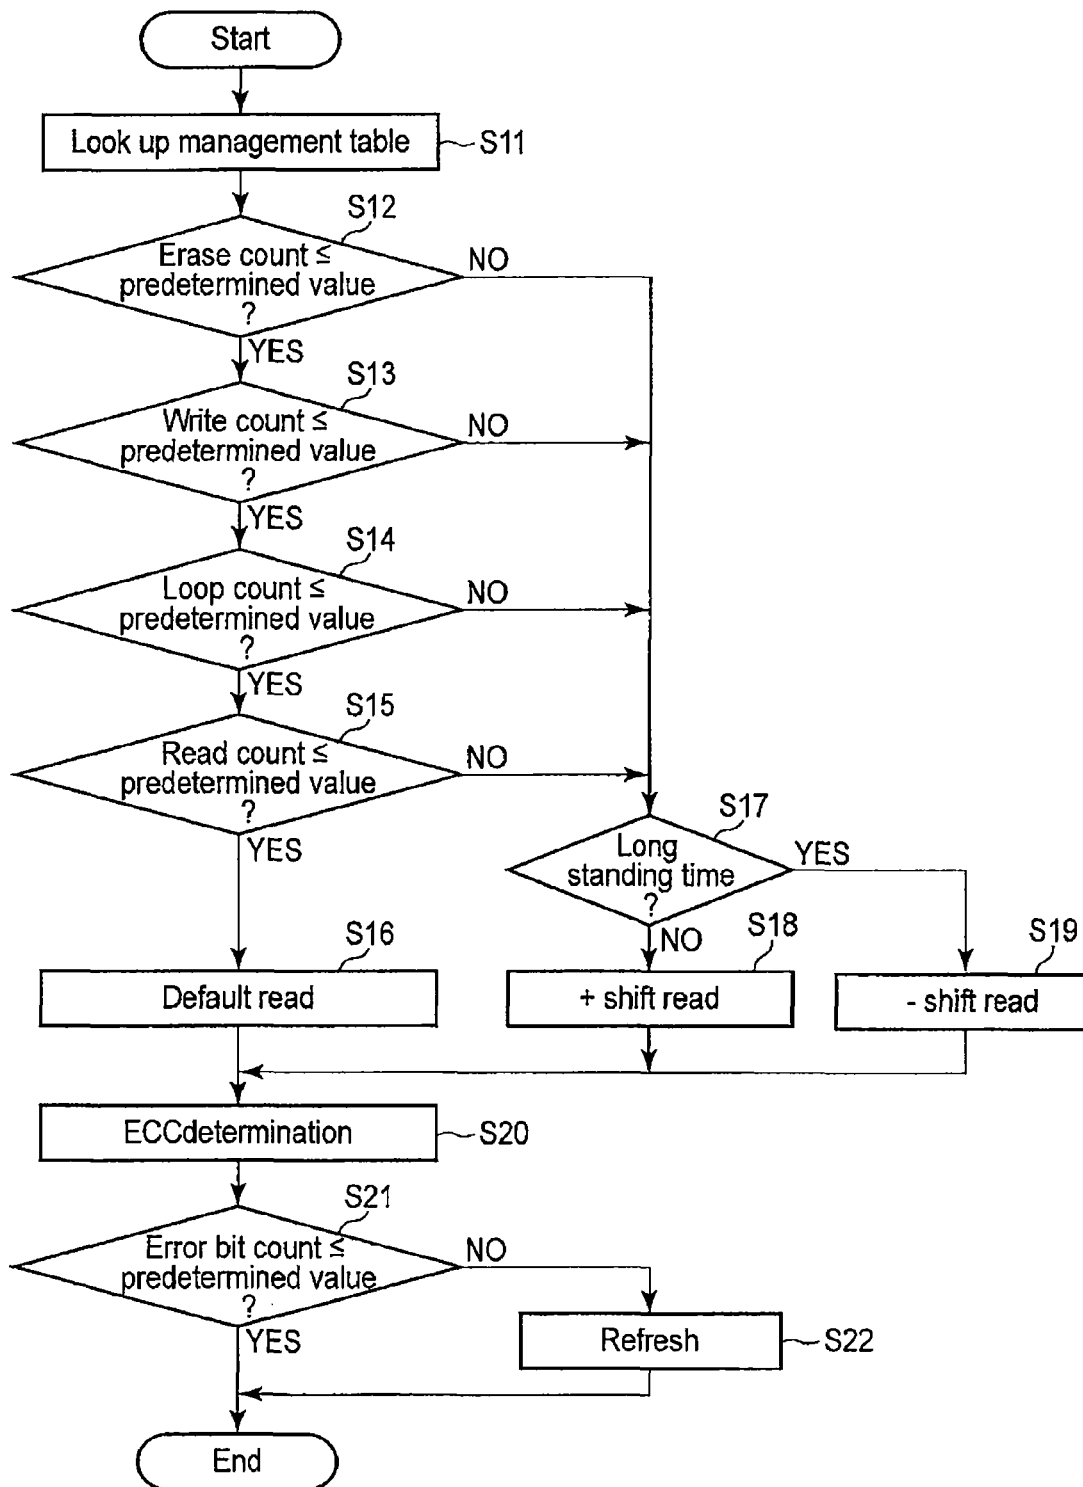 Start
Look up management table
S11
S12
Erase count ≤
predetermined value
?
NO
YES
S13
Write count ≤
predetermined value
?
NO
YES
S14
Loop count ≤
predetermined value
?
NO
YES
S15
Read count ≤
predetermined value
?
NO
YES
S17
Long
standing time
?
YES
NO
S16
Default read
S18
+ shift read
S19
- shift read
ECCdetermination
S20
S21
Error bit count ≤
predetermined value
?
NO
YES
Refresh
S22
End